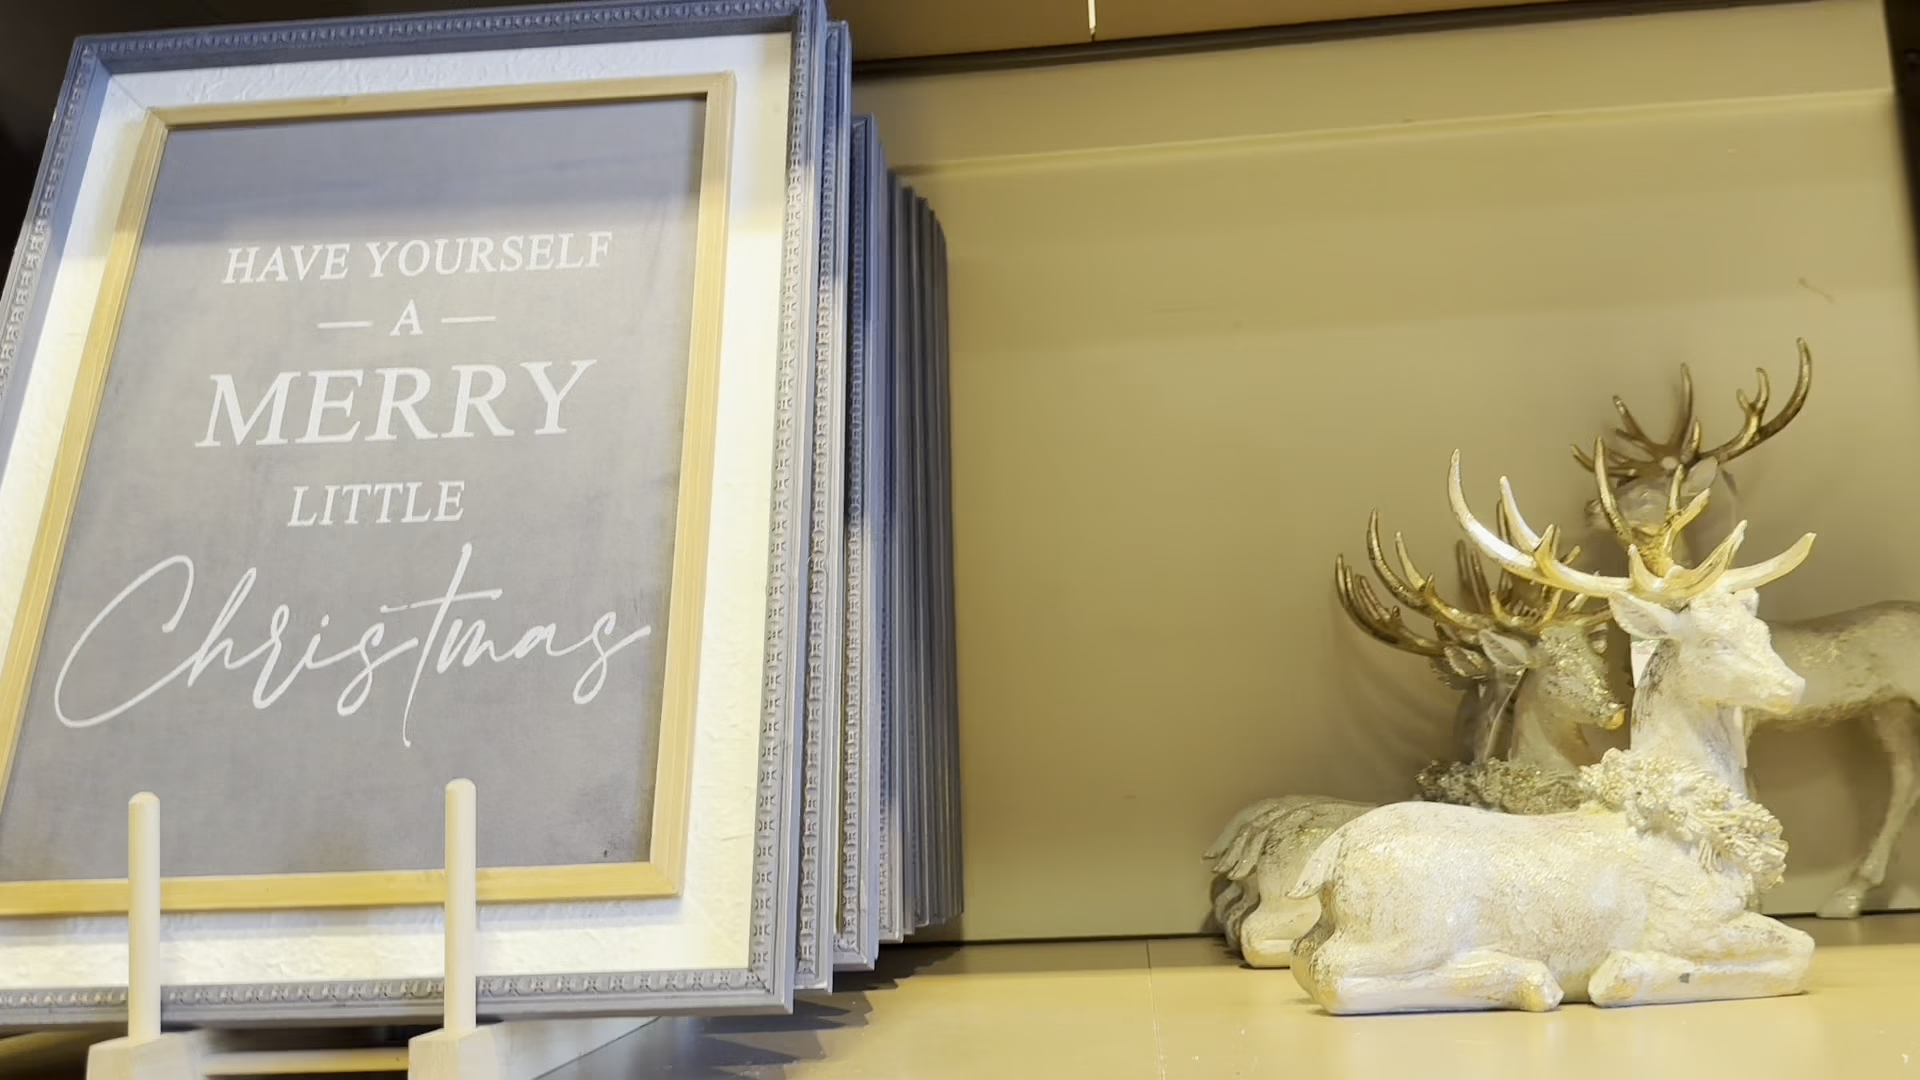 HAVE YOURSELF
— A —
MERRY
LITTLE
Christmas